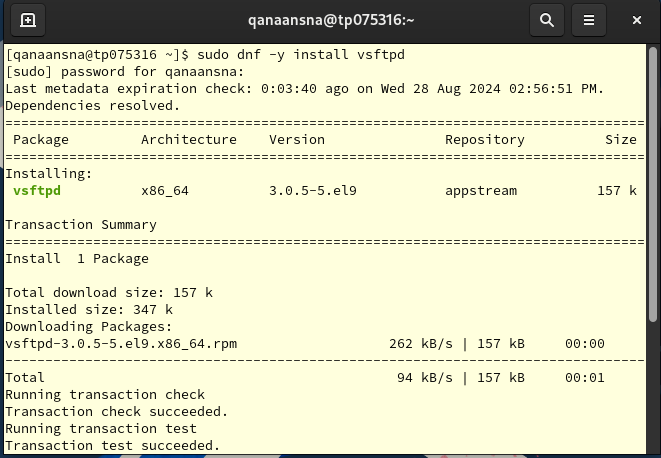 qanaansna@tp075316:~
[qanaansna@tp075316 ~]$ sudo dnf -y install vsftpd
[sudo] password for qanaansna:
Last metadata expiration check: 0:03:40 ago on Wed 28 Aug 2024 02:56:51 PM.
Dependencies resolved.
================================================================================
Package Architecture Version Repository Size
================================================================================
Installing:
vsftpd x86_64 3.0.5-5.el9 appstream 157 k
Transaction Summary
================================================================================
Install 1 Package
Total download size: 157 k
Installed size: 347 k
Downloading Packages:
vsftpd-3.0.5-5.el9.x86_64.rpm 262 kB/s | 157 kB 00:00
--------------------------------------------------------------------------------
Total 94 kB/s | 157 kB 00:01
Running transaction check
Transaction check succeeded.
Running transaction test
Transaction test succeeded.